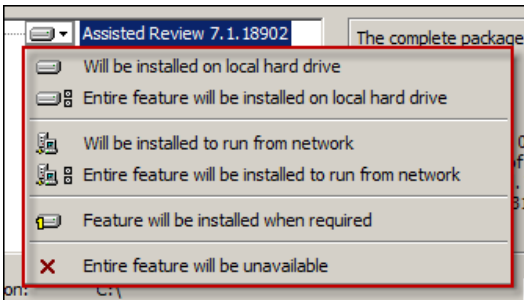 Assisted Review 7.1.18902
The complete package
Will be installed on local hard drive
Entire feature will be installed on local hard drive
Will be installed to run from network
Entire feature will be installed to run from network
Feature will be installed when required
Entire feature will be unavailable
C:\